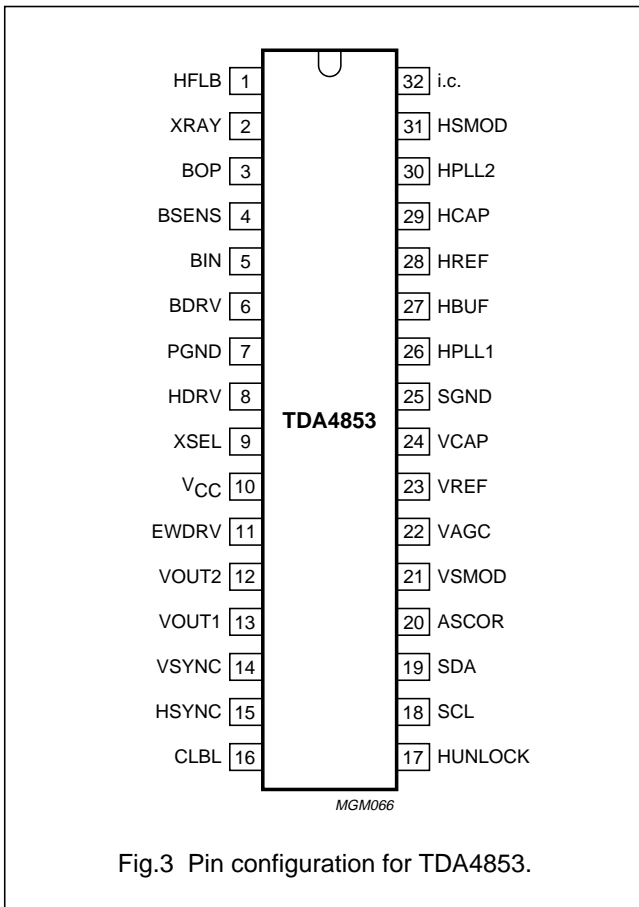 HFLB 1 32 i.c.
XRAY 2 31 HSMOD
BOP 3 30 HPLL2
BSENS 4 29 HCAP
BIN 5 28 HREF
BDRV 6 27 HBUF
PGND 7 26 HPLL1
HDRV 8 25 SGND
TDA4853
XSEL 9 24 VCAP
VCC 10 23 VREF
EWDRV 11 22 VAGC
VOUT2 12 21 VSMOD
VOUT1 13 20 ASCOR
VSYNC 14 19 SDA
HSYNC 15 18 SCL
CLBL 16 17 HUNLOCK
MGM066
Fig.3 Pin configuration for TDA4853.